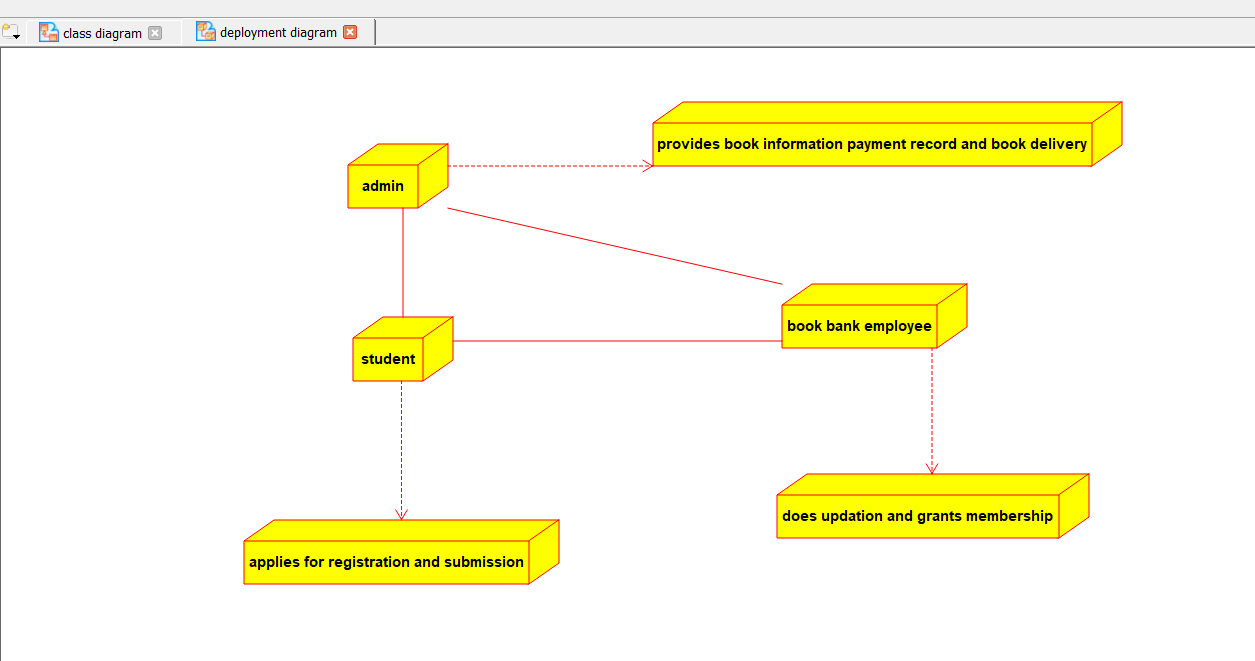 class diagram
deployment diagram
provides book information payment record and book delivery
admin
book bank employee
student
does updation and grants membership
applies for registration and submission